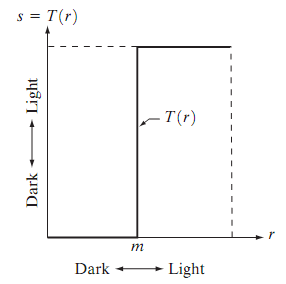 s = T(r)
Dark Light
T(r)
r
m
Dark Light